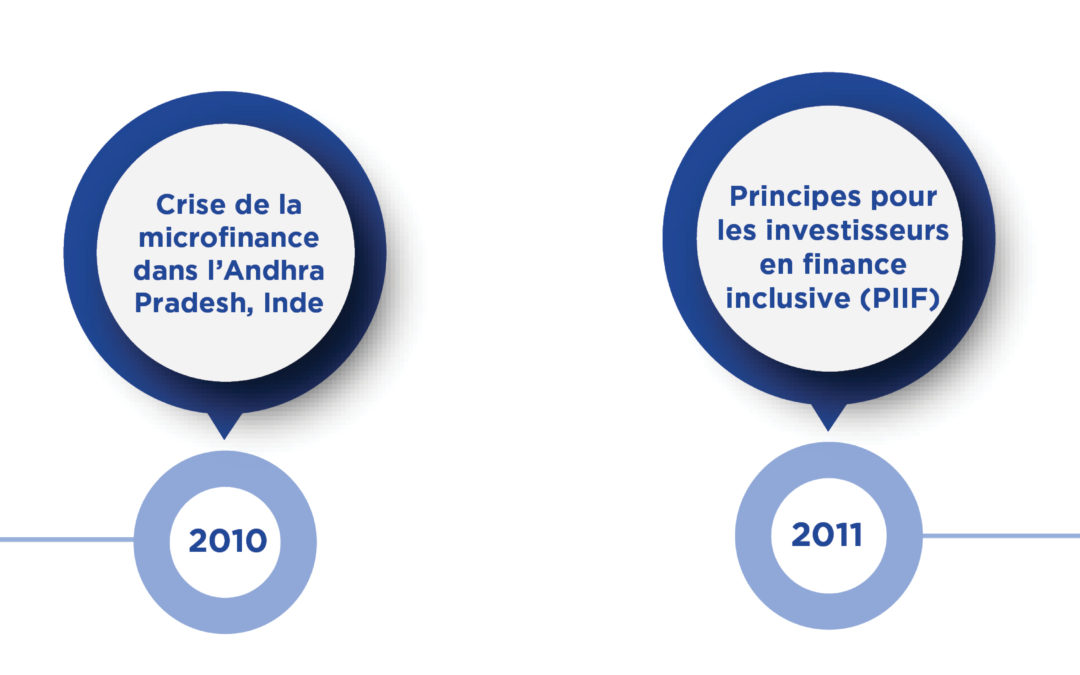 Crise de la
microfinance
dans l’Andhra
Pradesh, Inde
2010
Principes pour
les investisseurs
en finance
inclusive (PIIF)
2011